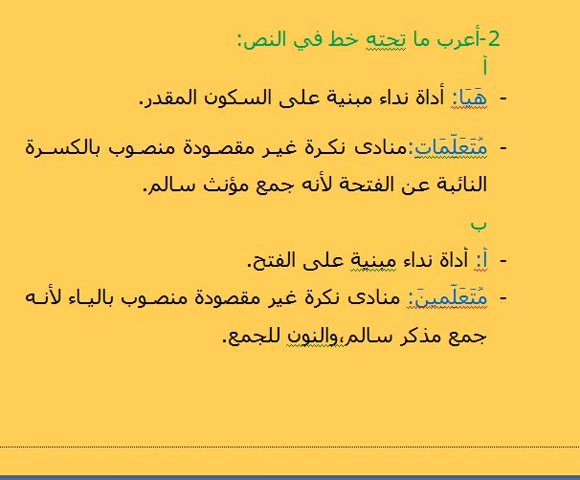 2-أعرب ما تحته خط في النص:
أ
- هَيَا: أداة نداء مبنية على السكون المقدر.
- مُتَعَلِّمَاتٍ:منادى نكرة غير مقصودة منصوب بالكسرة
النائبة عن الفتحة لأنه جمع مؤنث سالم.
ب
- أ: أداة نداء مبنية على الفتح.
- مُتَعَلِّمينَ: منادى نكرة غير مقصودة منصوب بالياء لأنه
جمع مذكر سالم،والنون للجمع.